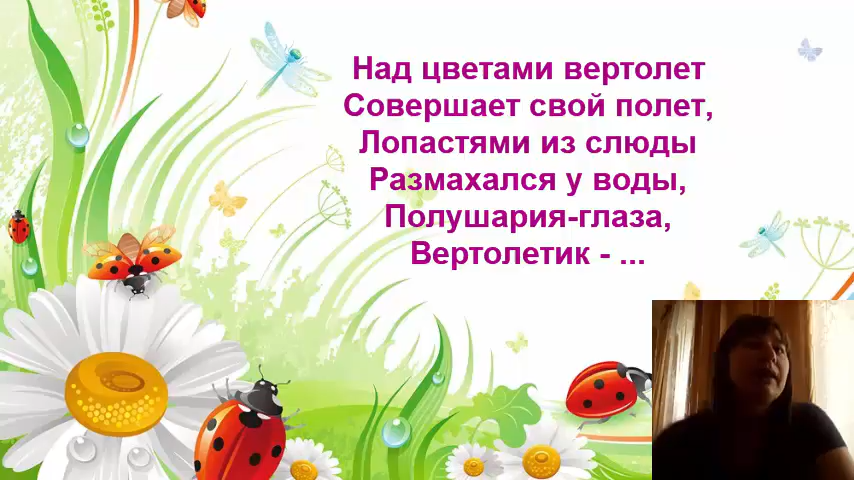 Над цветами вертолет
Совершает свой полет,
Лопастями из слюды
Размахался у воды,
Полушария-глаза,
Вертолетик - ...